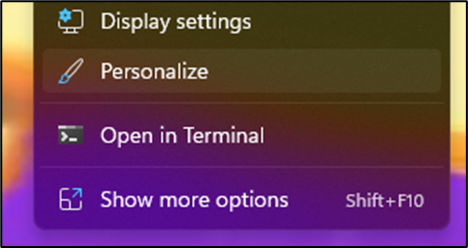 Display settings
Personalize
Open in Terminal
Show more options Shift+F10